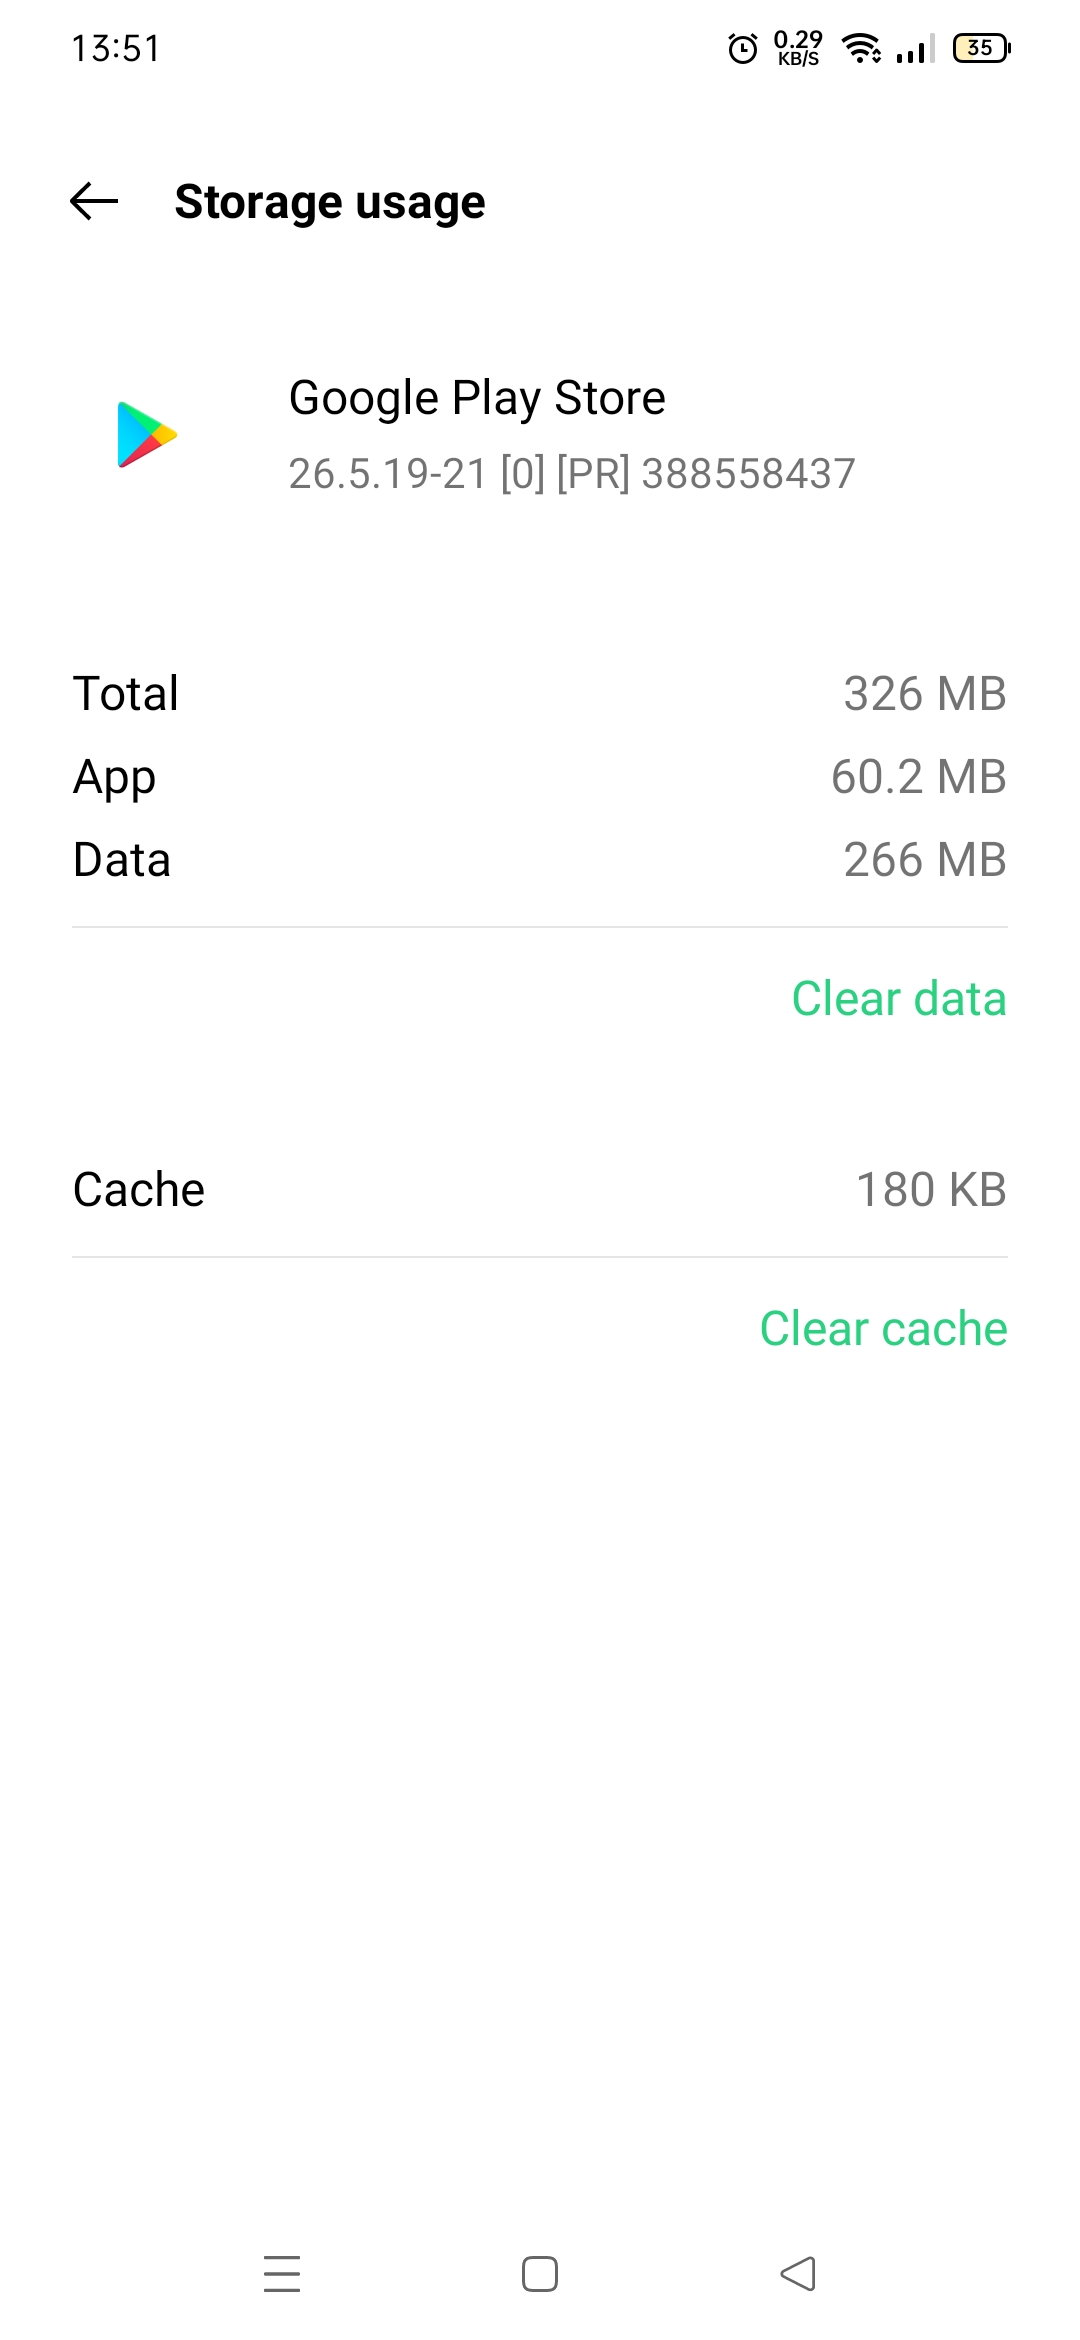 13:51
0.29
KB/S
35
Storage usage
Google Play Store
26.5.19-21 [0] [PR] 388558437
Total 326 MB
App 60.2 MB
Data 266 MB
Clear data
Cache 180 KB
Clear cache